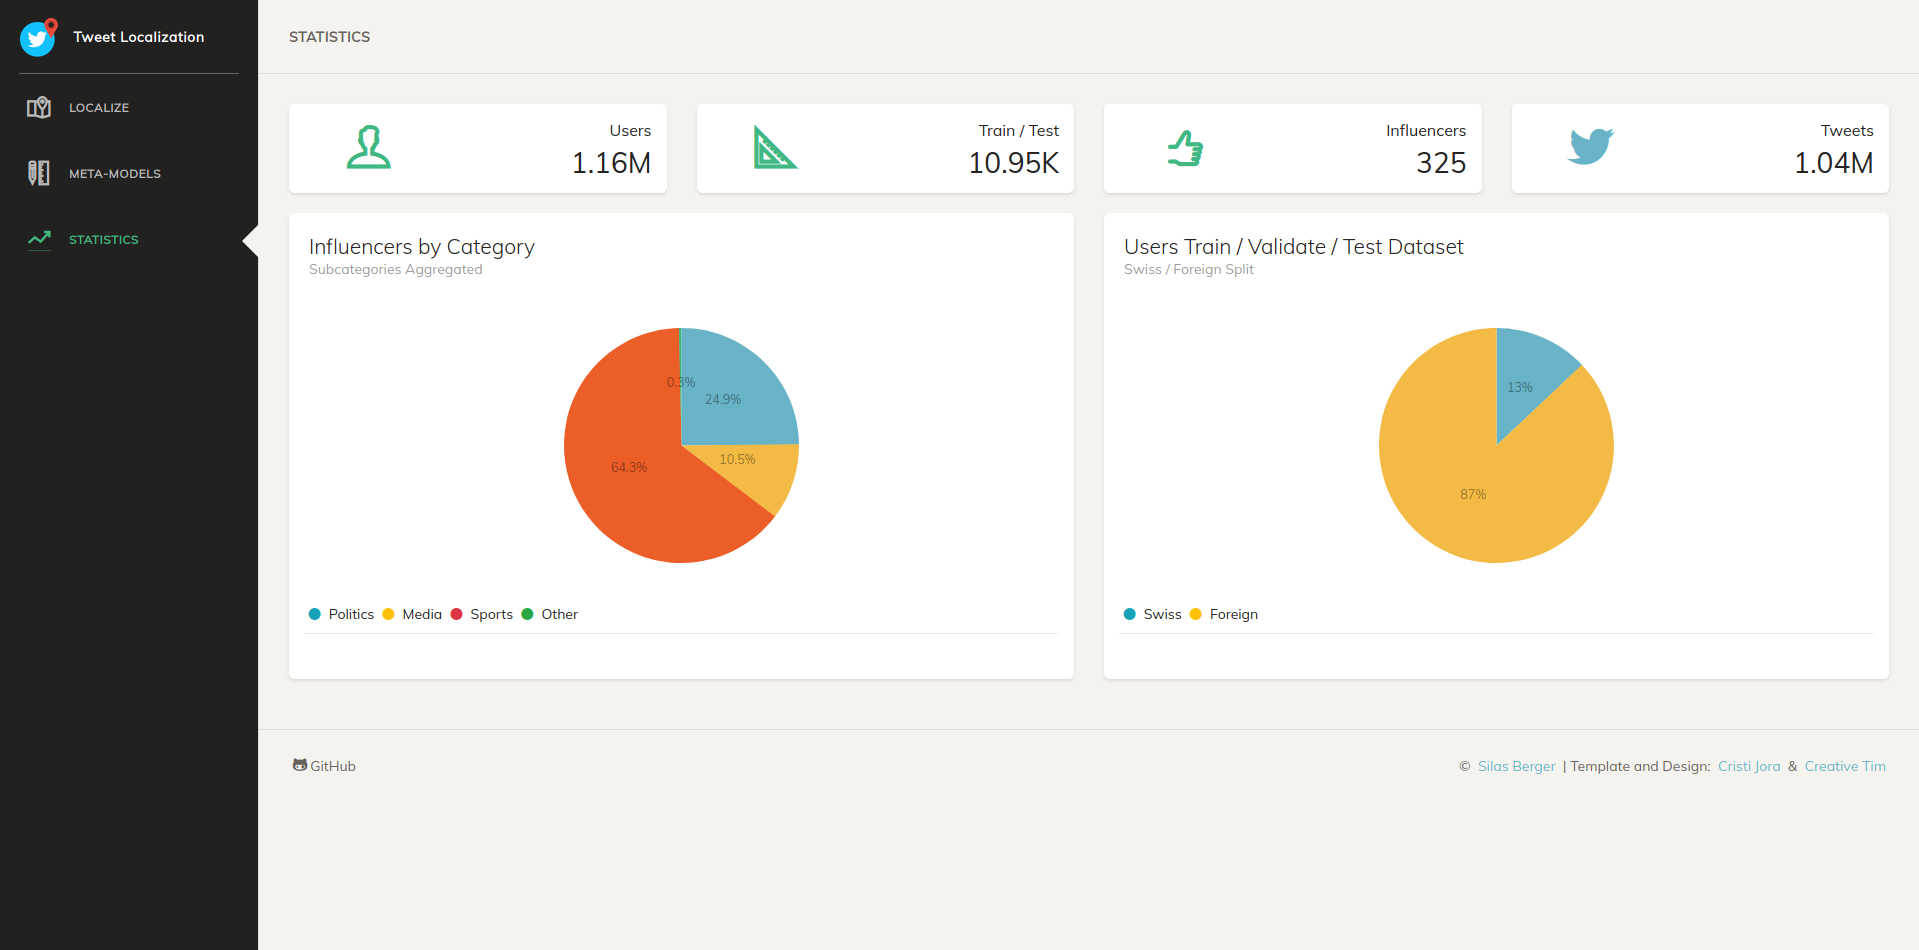 Tweet Localization
LOCALIZE
META-MODELS
STATISTICS
STATISTICS
Users
1.16M
Train / Test
10.95K
Influencers
325
Tweets
1.04M
Influencers by Category
Subcategories Aggregated
0.3%
24.9%
10.5%
64.3%
Politics Media Sports Other
Users Train / Validate / Test Dataset
Swiss / Foreign Split
13%
87%
Swiss Foreign
GitHub
© Silas Berger | Template and Design: Cristi Jora & Creative Tim